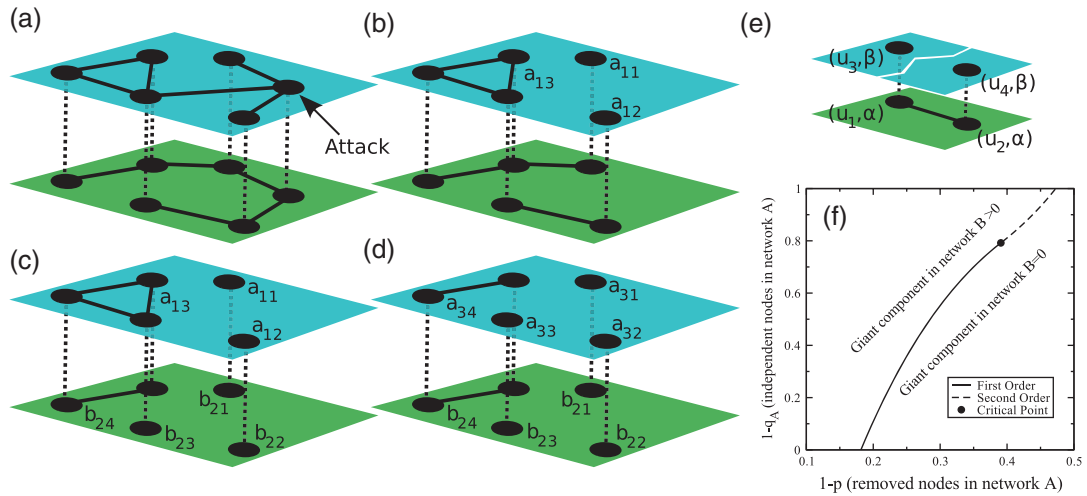 (a)
Attack
(b)
a13
a11
a12
(c)
a13
a11
a12
b21
b24
b23
b22
(d)
a34
a31
a33
a32
b21
b24
b23
b22
(e)
(u3,β)
(u4,β)
(u1,α)
(u2,α)
(f)
1-qA (independent nodes in network A)
1
0.8
0.6
0.4
0.2
0
Giant component in network B >0
Giant component in network B=0
First Order
Second Order
Critical Point
0.1 0.2 0.3 0.4 0.5
1-p (removed nodes in network A)